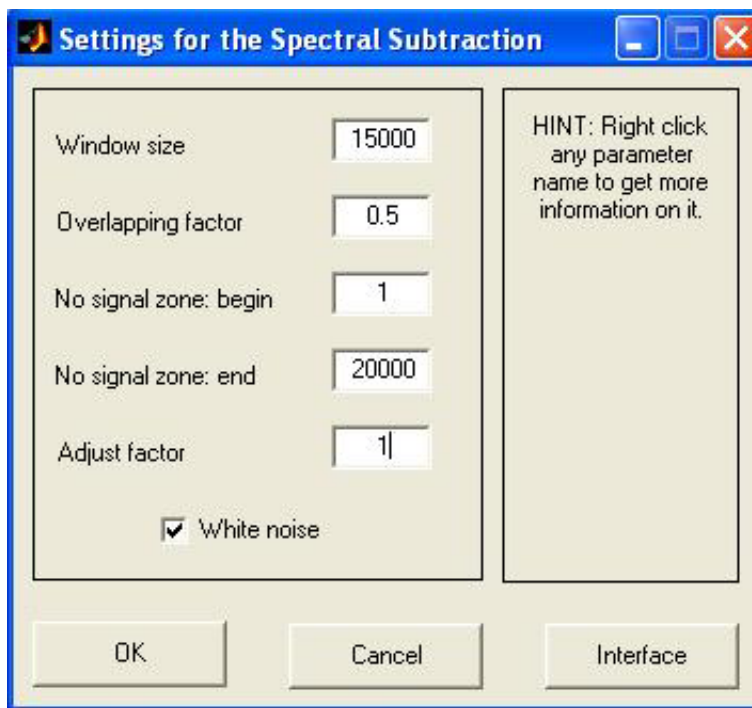 Settings for the Spectral Subtraction
Window size 15000
Overlapping factor 0.5
No signal zone: begin 1
No signal zone: end 20000
Adjust factor 1
White noise
HINT: Right click
any parameter
name to get more
information on it.
OK Cancel Interface